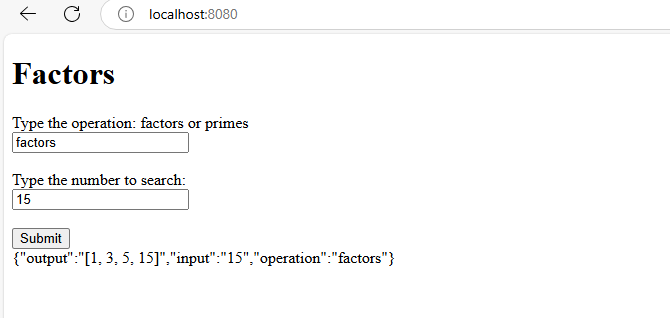 localhost:8080
Factors
Type the operation: factors or primes
factors
Type the number to search:
15
Submit
{"output":"[1, 3, 5, 15]","input":"15","operation":"factors"}